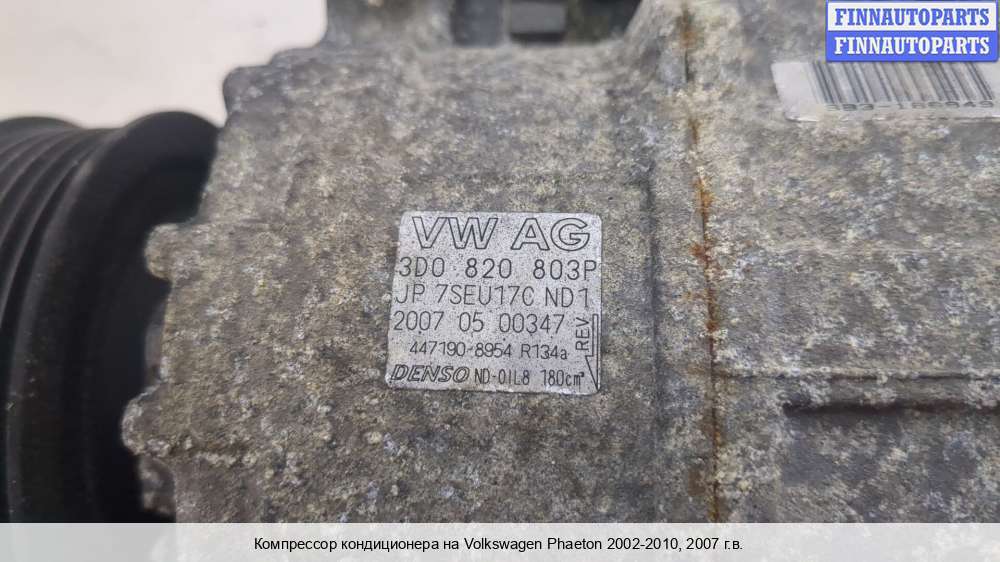 FINNAUTOPARTS
FINNAUTOPARTS
VW AG
3D0 820 803P
JP 7SEU17C ND1
2007 05 00347
REV
447190-8954 R134a
DENSO ND-OIL8 180cm³
Компрессор кондиционера на Volkswagen Phaeton 2002-2010, 2007 г.в.